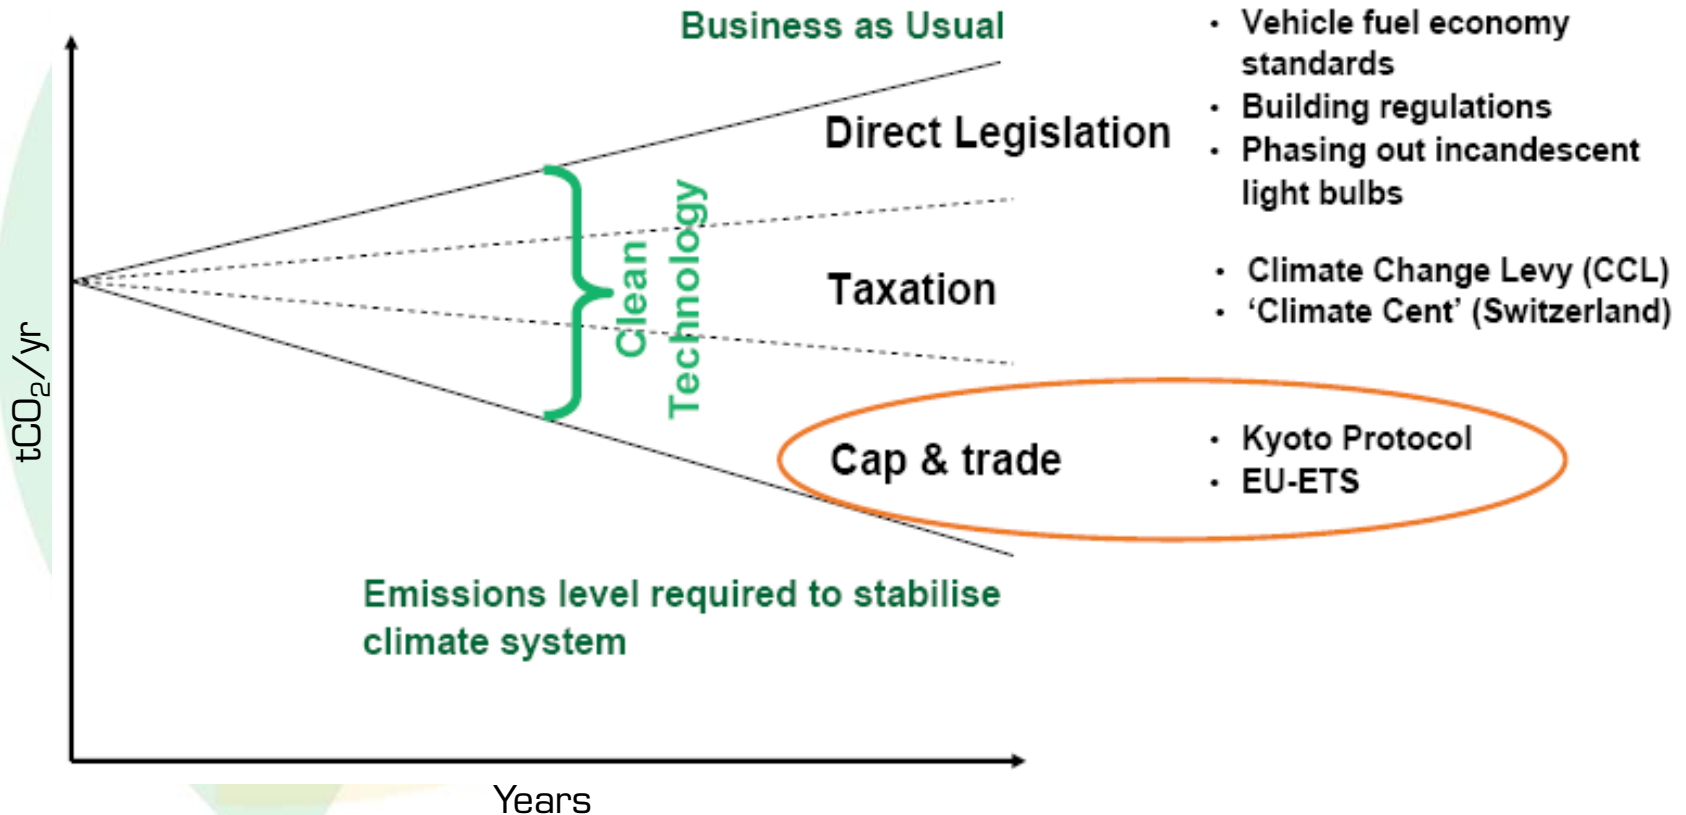 Business as Usual
Direct Legislation
• Vehicle fuel economy
standards
• Building regulations
• Phasing out incandescent
light bulbs
Clean
Technology
Taxation
• Climate Change Levy (CCL)
• ‘Climate Cent’ (Switzerland)
tCO₂/yr
Cap & trade
• Kyoto Protocol
• EU-ETS
Emissions level required to stabilise
climate system
Years